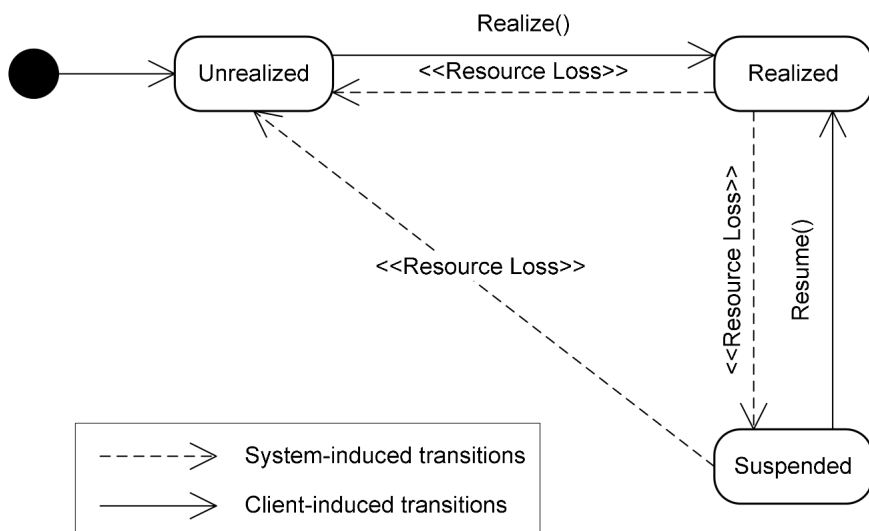 Realize()
Unrealized
<<Resource Loss>>
Realized
<<Resource Loss>>
<<Resource Loss>>
Resume()
Suspended
System-induced transitions
Client-induced transitions